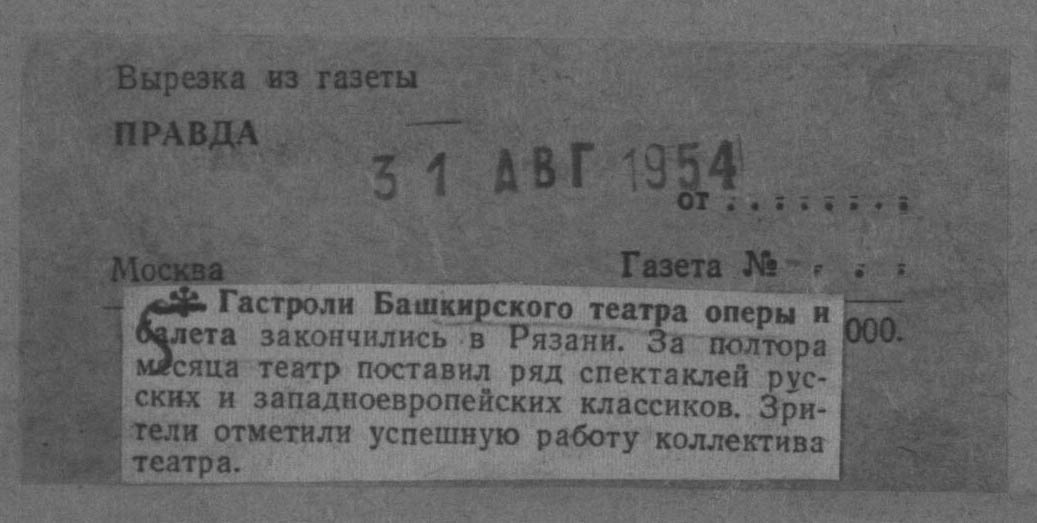 Вырезка из газеты
ПРАВДА
31 АВГ 1954
от . . . . . . . .
Москва Газета № . . .
Гастроли Башкирского театра оперы и
балета закончились в Рязани. За полтора
000.
месяца театр поставил ряд спектаклей рус-
ских и западноевропейских классиков. Зри-
тели отметили успешную работу коллектива
театра.